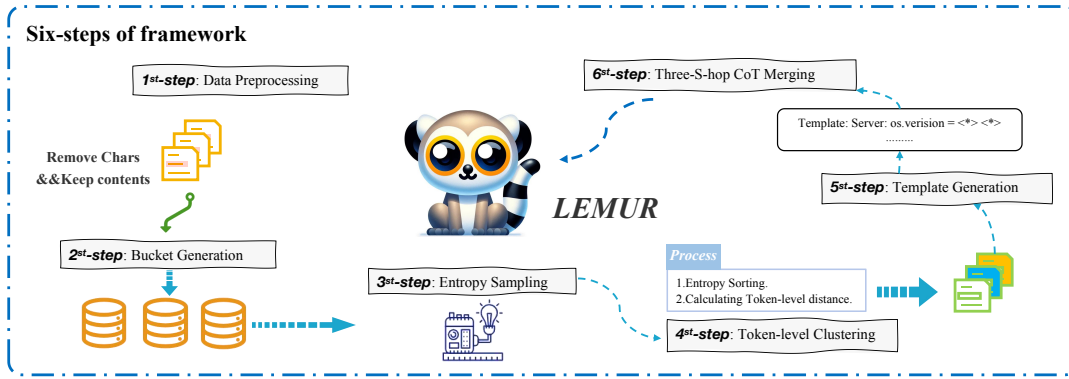 Six-steps of framework
1st-step: Data Preprocessing
Remove Chars
&&Keep contents
2st-step: Bucket Generation
3st-step: Entropy Sampling
Process
1.Entropy Sorting.
2.Calculating Token-level distance.
4st-step: Token-level Clustering
5st-step: Template Generation
Template: Server: os.verision = <*> <*>
.........
6st-step: Three-S-hop CoT Merging
LEMUR